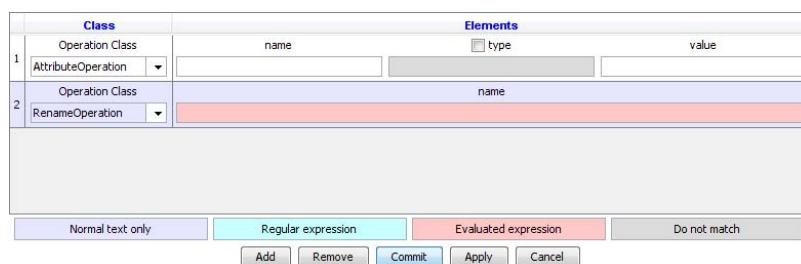 Class Elements
1 Operation Class name type value
AttributeOperation
2 Operation Class name
RenameOperation
Normal text only Regular expression Evaluated expression Do not match
Add Remove Commit Apply Cancel